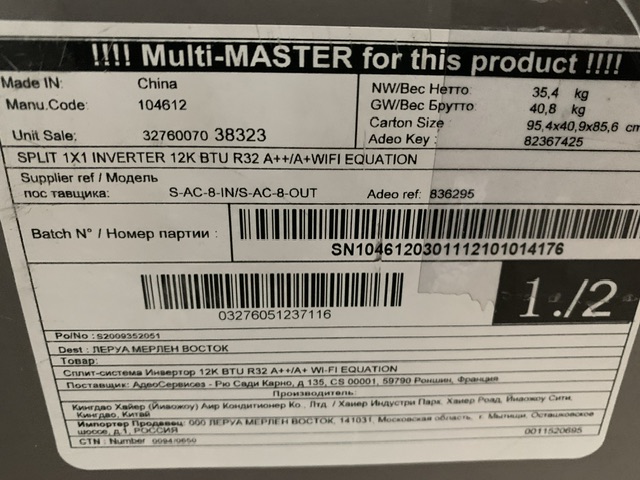 !!!! Multi-MASTER for this product !!!!
Made IN: China
Manu.Code: 104612
Unit Sale: 32760070 38323
NW/Вес Нетто 35,4 kg
GW/Вес Брутто 40,8 kg
Carton Size 95,4x40,9x85,6 cm
Adeo Key : 82367425
SPLIT 1X1 INVERTER 12K BTU R32 A++/A+WIFI EQUATION
Supplier ref / Модель
пос тавщика: S-AC-8-IN/S-AC-8-OUT Adeo ref: 836295
Batch N° / Номер партии :
SN1046120301112101014176
03276051237116
1./2
Po/No : S2009352051
Dest : ЛЕРУА МЕРЛЕН ВОСТОК
Товар:
Сплит-система Инвертор 12K BTU R32 A++/A+ WI-FI EQUATION
Поставщик: АдеоСервисез - Рю Сади Карно, д 135, CS 00001, 59790 Роншин, Франция
Производитель:
Кингдао Хайер (Йивожоу) Аир Кондитионер Ко., Лтд. / Хаиер Индустри Парк, Хаиер Роад, Йиаожоу Сити,
Кингдао, Китай
Импортер Продавец: ООО ЛЕРУА МЕРЛЕН ВОСТОК, 141031, Московская область, г. Мытищи, Осташковское
шоссе, д.1, РОССИЯ
CTN : Number 0094/0650
0011520695